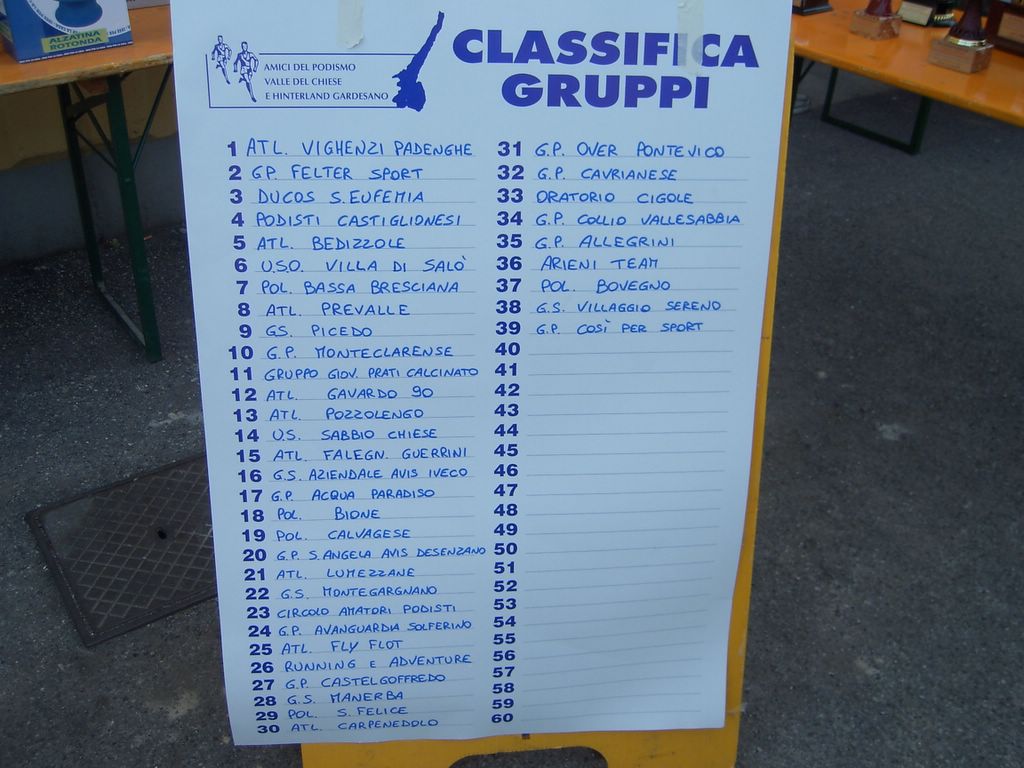 ALZATINA
ROTONDA
AMICI DEL PODISMO
VALLE DEL CHIESE
E HINTERLAND GARDESANO
CLASSIFICA
GRUPPI
1 ATL. VIGHENZI PADENGHE
2 GP. FELTER SPORT
3 DUCOS S.EUFEMIA
4 PODISTI CASTIGLIONESI
5 ATL. BEDIZZOLE
6 U.S.O. VILLA DI SALÒ
7 POL. BASSA BRESCIANA
8 ATL. PREVALLE
9 GS. PICEDO
10 G.P. MONTECLARENSE
11 GRUPPO GIOV. PRATI CALCINATO
12 ATL. GAVARDO 90
13 ATL. POZZOLENGO
14 U.S. SABBIO CHIESE
15 ATL. FALEGN. GUERRINI
16 G.S. AZIENDALE AVIS IVECO
17 G.P. ACQUA PARADISO
18 POL. BIONE
19 POL. CALVAGESE
20 G.P. S.ANGELA AVIS DESENZANO
21 ATL. LUMEZZANE
22 G.S. MONTEGARGNANO
23 CIRCOLO AMATORI PODISTI
24 G.P. AVANGUARDIA SOLFERINO
25 ATL. FLY FLOT
26 RUNNING E ADVENTURE
27 G.P. CASTELGOFFREDO
28 G.S. MANERBA
29 POL. S.FELICE
30 ATL. CARPENEDOLO
31 G.P. OVER PONTEVICO
32 G.P. CAVRIANESE
33 ORATORIO CIGOLE
34 G.P. COLLIO VALLESABBIA
35 G.P. ALLEGRINI
36 ARIENI TEAM
37 POL. BOVEGNO
38 G.S. VILLAGGIO SERENO
39 G.P. COSÌ PER SPORT
40
41
42
43
44
45
46
47
48
49
50
51
52
53
54
55
56
57
58
59
60